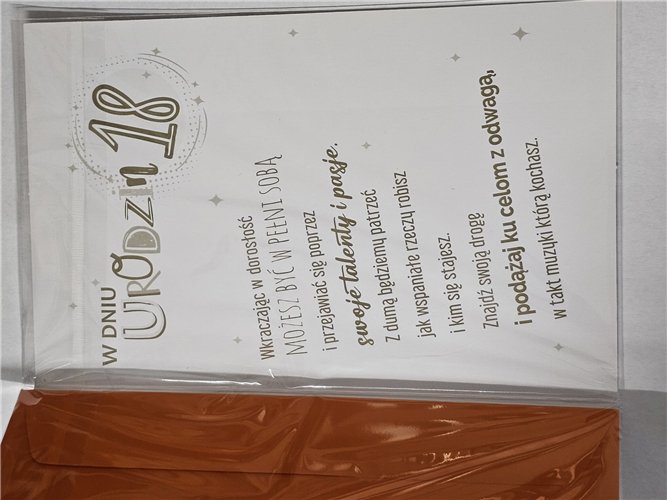 W DNIU
URODZIN 18
Wkraczając w dorosłość
MOŻESZ BYĆ W PEŁNI SOBĄ
i przejawiać się poprzez
swoje talenty i pasje.
Z dumą będziemy patrzeć
jak wspaniałe rzeczy robisz
i kim się stajesz.
Znajdź swoją drogę
i podążaj ku celom z odwagą,
w takt muzyki którą kochasz.